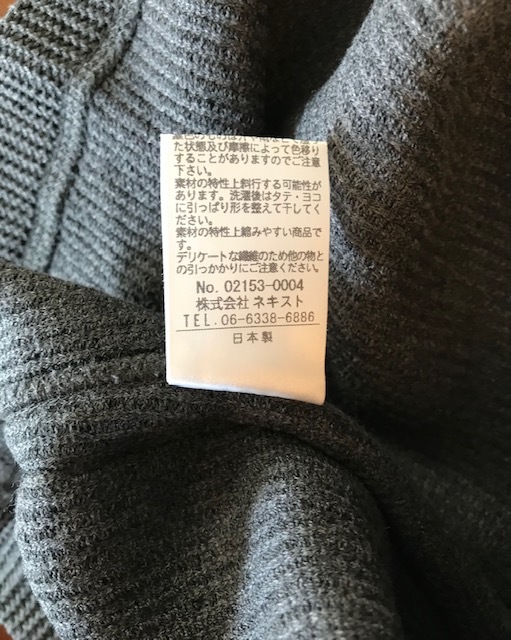 た状態及び摩擦によって色移り
することがありますのでご注意
下さい。
素材の特性上斜行する可能性が
あります。洗濯後はタテ・ヨコ
に引っぱり形を整えて干してく
ださい。
素材の特性上縮みやすい商品で
す。
デリケートな繊維のため他の物と
の引っかかりにご注意ください。
No. 02153-0004
株式会社 ネキスト
TEL. 06-6338-6886
日本製